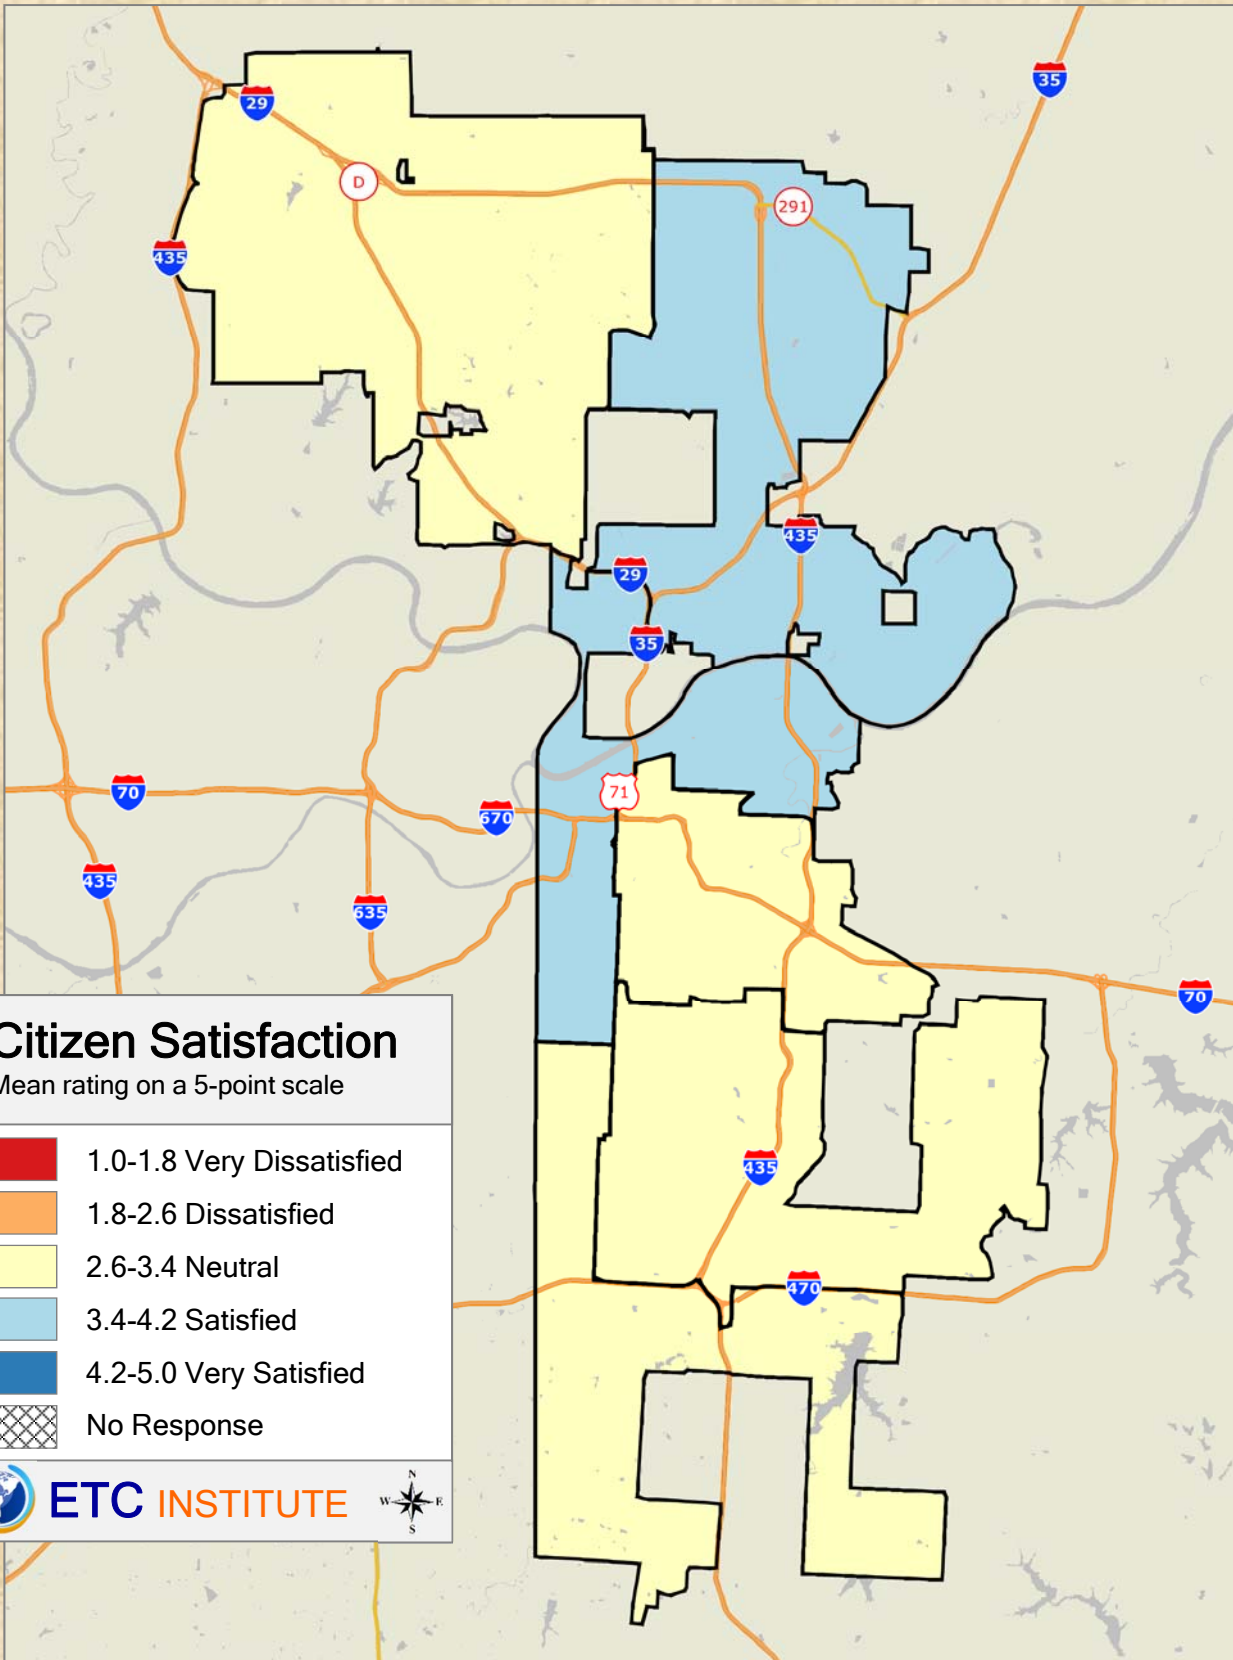 35
29
D
291
435
435
29
35
70
71
670
435
635
70
Citizen Satisfaction
Mean rating on a 5-point scale
1.0-1.8 Very Dissatisfied
435
1.8-2.6 Dissatisfied
2.6-3.4 Neutral
470
3.4-4.2 Satisfied
4.2-5.0 Very Satisfied
No Response
ETC INSTITUTE
N
W E
S